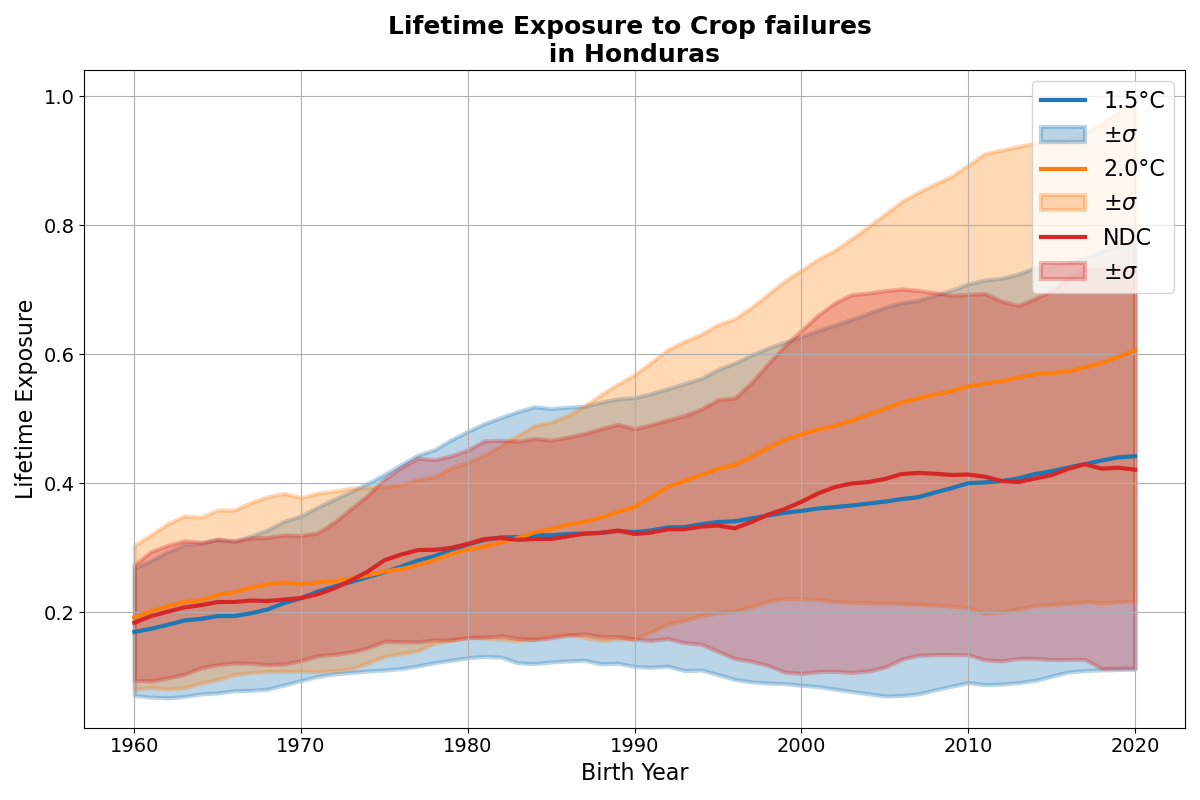 Lifetime Exposure to Crop failures
in Honduras
1.0
0.8
0.6
0.4
0.2
Lifetime Exposure
1960
1970
1980
1990
2000
2010
2020
Birth Year
1.5°C
±σ
2.0°C
±σ
NDC
±σ